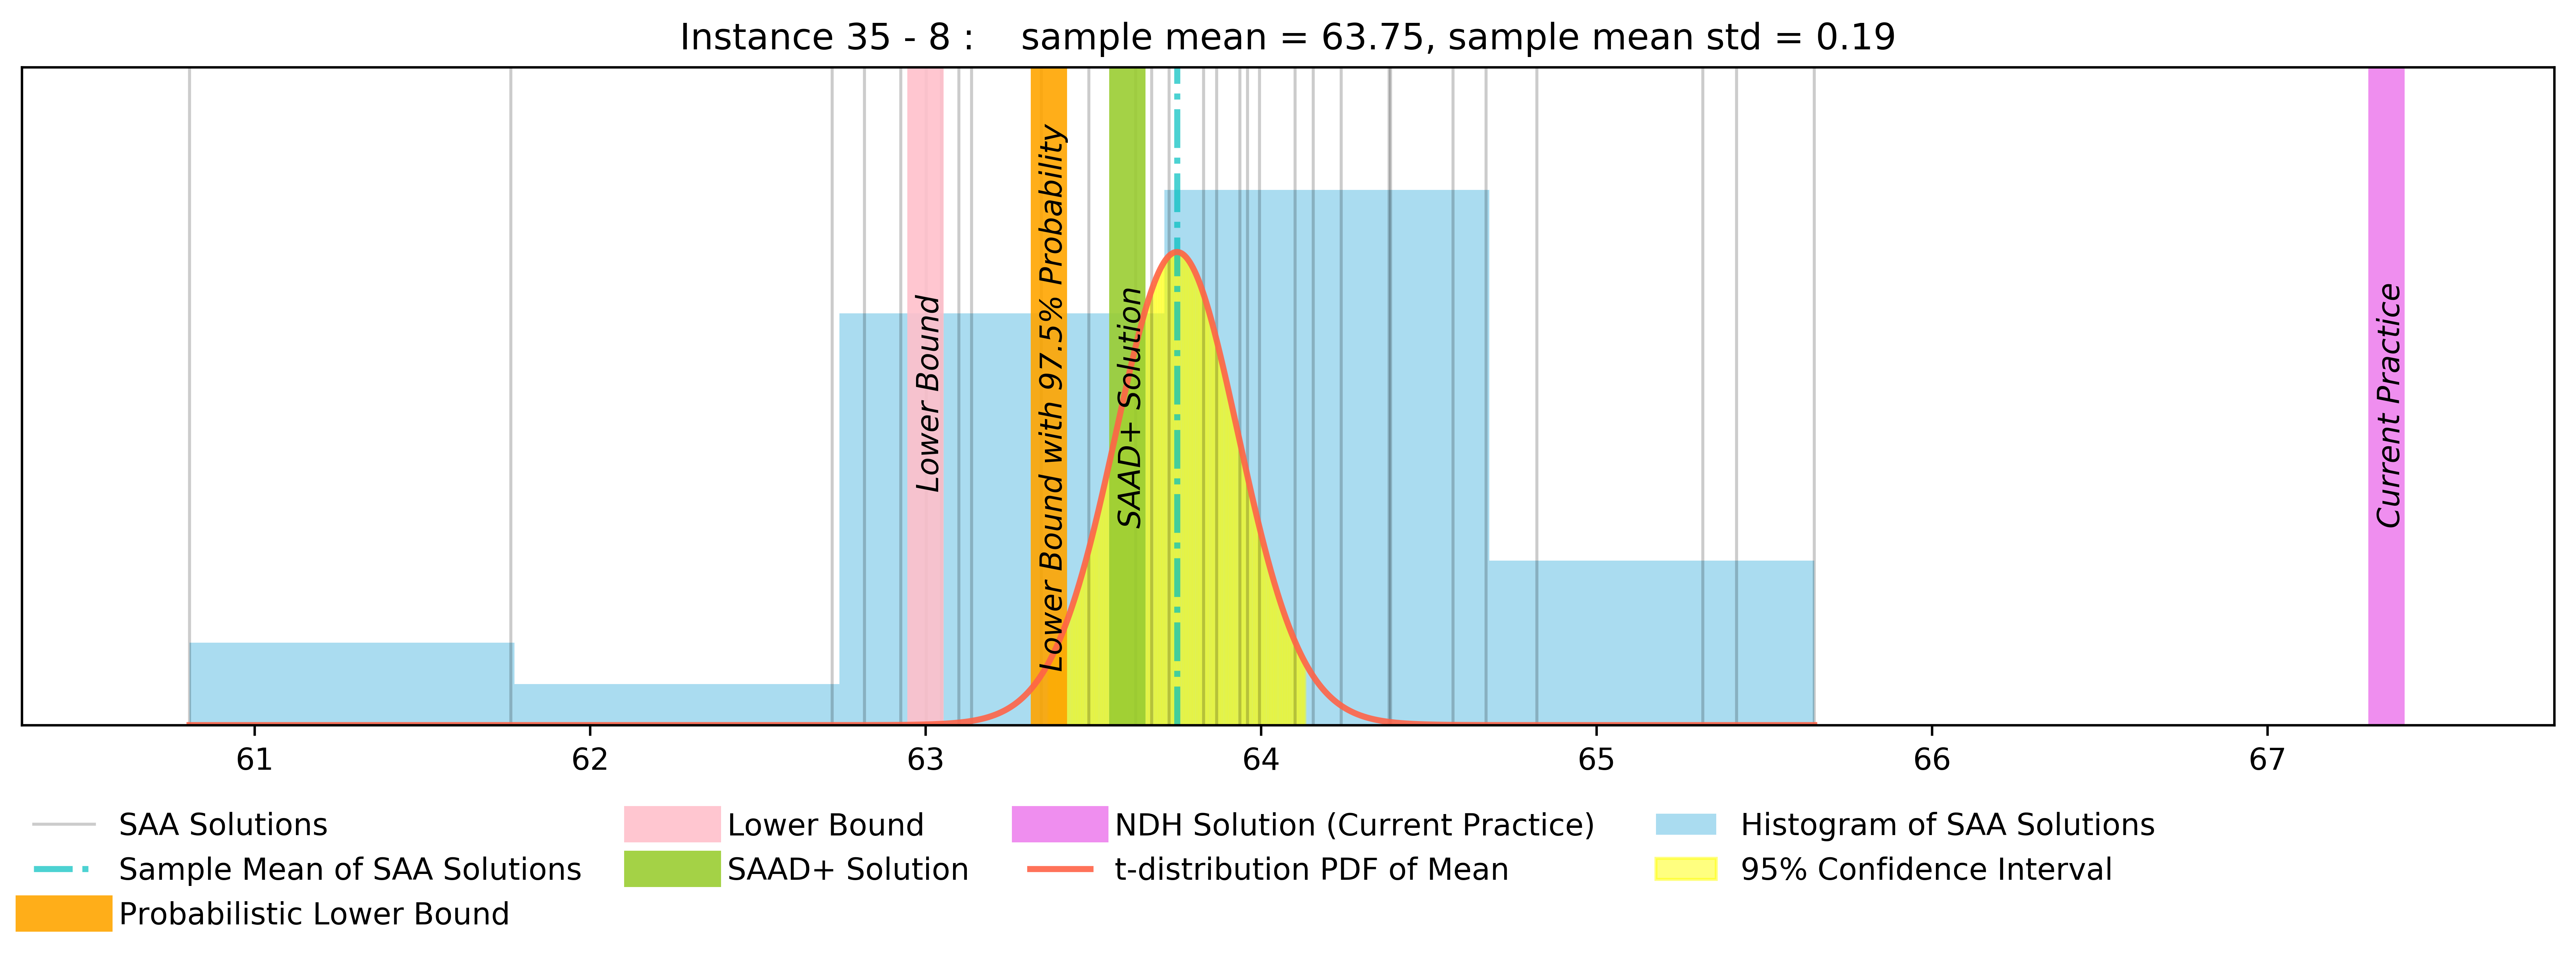 Instance 35 - 8 :    sample mean = 63.75, sample mean std = 0.19
Lower Bound
Lower Bound with 97.5% Probability
SAAD+ Solution
Current Practice
61 62 63 64 65 66 67
SAA Solutions
Sample Mean of SAA Solutions
Probabilistic Lower Bound
Lower Bound
SAAD+ Solution
NDH Solution (Current Practice)
t-distribution PDF of Mean
Histogram of SAA Solutions
95% Confidence Interval